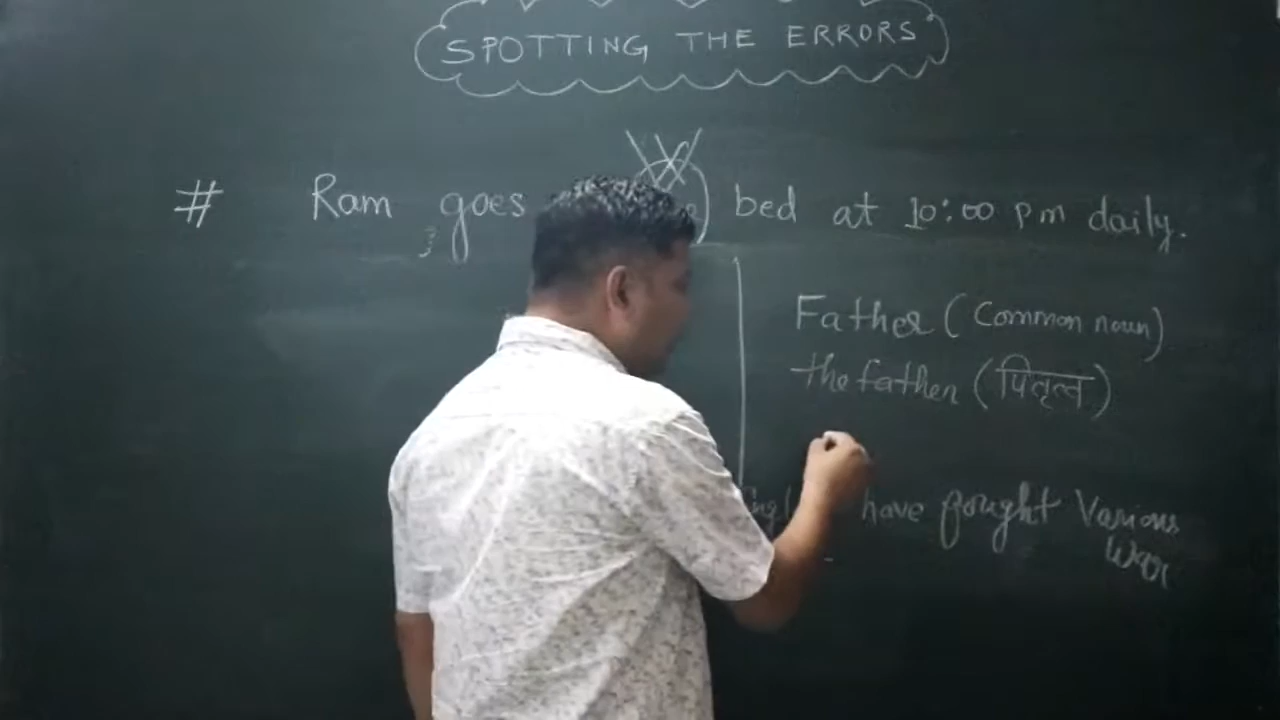 SPOTTING THE ERRORS
# Ram goes bed at 10:00 pm daily.
Father (Common noun)
the father (पितृत्व)
have fought Various
War